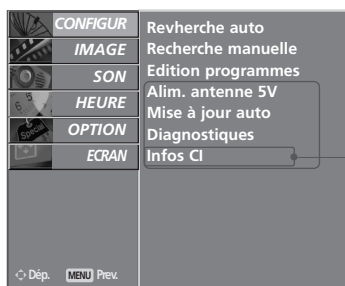 CONFIGUR
IMAGE
SON
HEURE
OPTION
ECRAN
Revherche auto
Recherche manuelle
Edition programmes
Alim. antenne 5V
Mise à jour auto
Diagnostiques
Infos CI
Dép. MENU Prev.